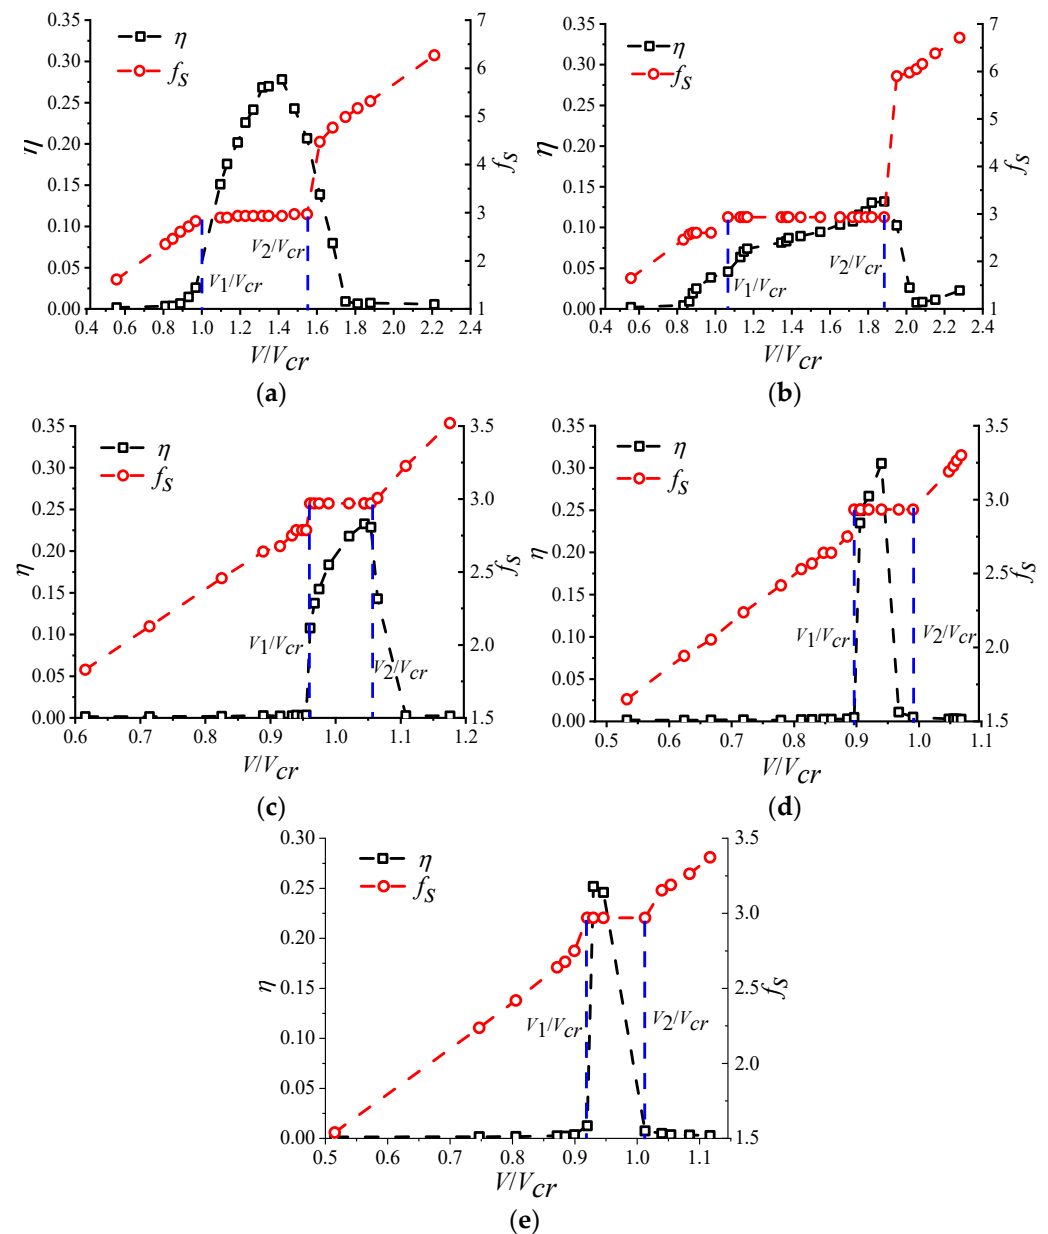 0.35
0.30
0.25
0.20
0.15
0.10
0.05
0.00
η
η
fs
V1/Vcr
V2/Vcr
7
6
5
4
3
2
1
fs
0.4 0.6 0.8 1.0 1.2 1.4 1.6 1.8 2.0 2.2 2.4
V/Vcr
(a)
0.35
0.30
0.25
0.20
0.15
0.10
0.05
0.00
η
η
fs
V1/Vcr
V2/Vcr
7
6
5
4
3
2
1
fs
0.4 0.6 0.8 1.0 1.2 1.4 1.6 1.8 2.0 2.2 2.4
V/Vcr
(b)
0.35
0.30
0.25
0.20
0.15
0.10
0.05
0.00
η
η
fs
V1/Vcr
V2/Vcr
3.5
3.0
2.5
2.0
1.5
fs
0.6 0.7 0.8 0.9 1.0 1.1 1.2
V/Vcr
(c)
0.35
0.30
0.25
0.20
0.15
0.10
0.05
0.00
η
η
fs
V1/Vcr
V2/Vcr
3.5
3.0
2.5
2.0
1.5
fs
0.5 0.6 0.7 0.8 0.9 1.0 1.1
V/Vcr
(d)
0.30
0.25
0.20
0.15
0.10
0.05
0.00
η
η
fs
V1/Vcr
V2/Vcr
3.5
3.0
2.5
2.0
1.5
fs
0.5 0.6 0.7 0.8 0.9 1.0 1.1
V/Vcr
(e)